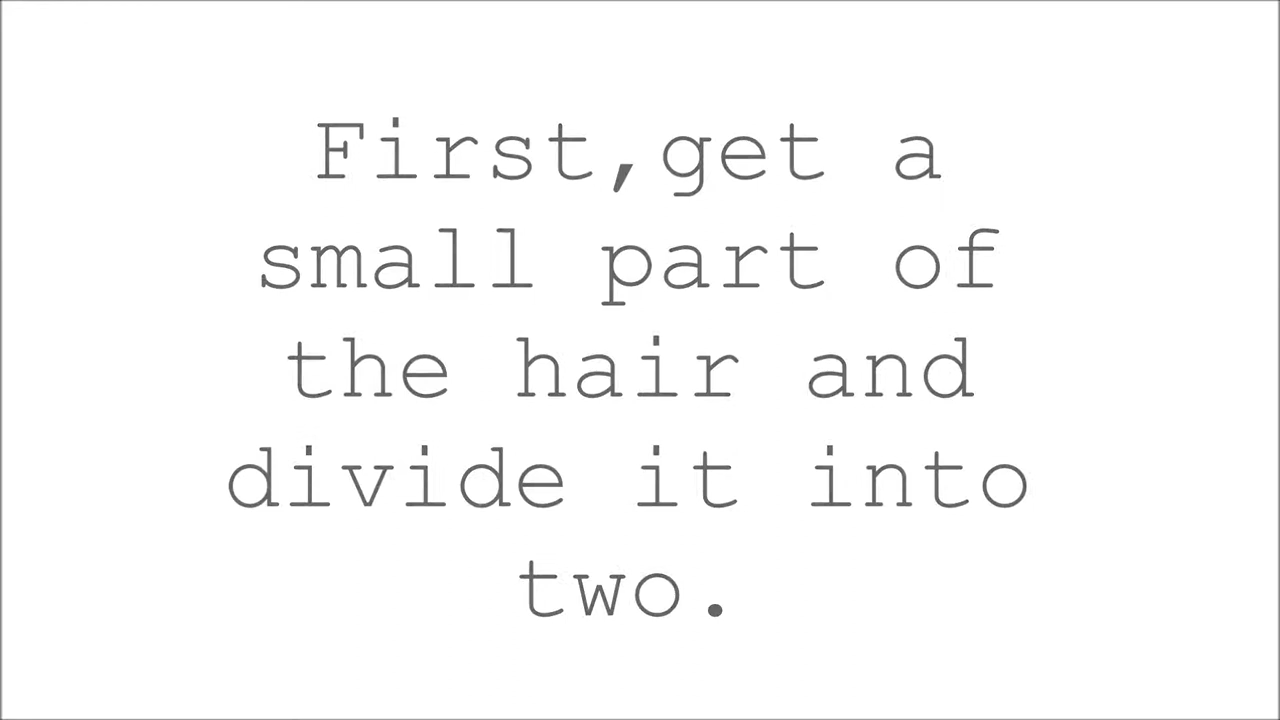 First,get a
small part of
the hair and
divide it into
two.